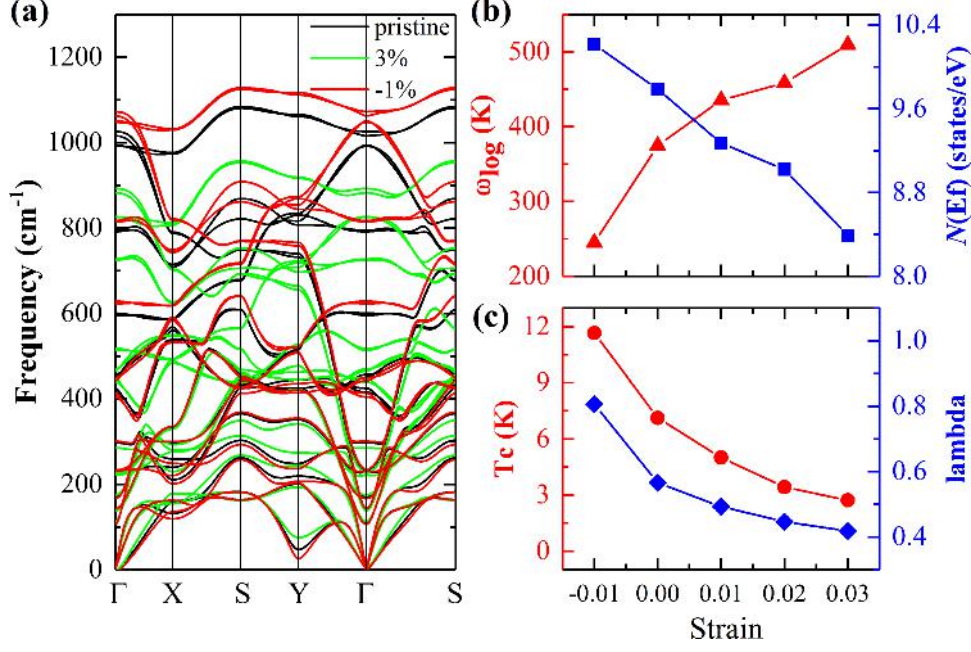 (a)
pristine
3%
-1%
1200
1000
800
600
400
200
0
Frequency (cm⁻¹)
Γ X S Y Γ S
(b)
500
400
300
200
ωlog (K)
10.4
9.6
8.8
8.0
N(Ef) (states/eV)
(c)
12
9
6
3
0
Tc (K)
1.0
0.8
0.6
0.4
lambda
-0.01 0.00 0.01 0.02 0.03
Strain